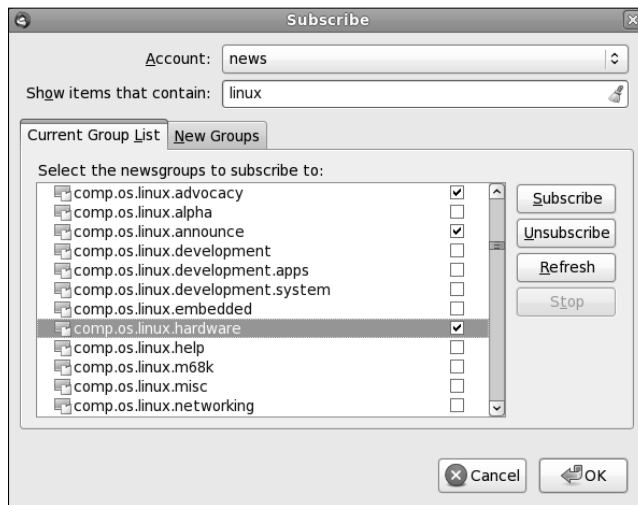 Subscribe
Account: news
Show items that contain: linux
Current Group List New Groups
Select the newsgroups to subscribe to:
comp.os.linux.advocacy
comp.os.linux.alpha
comp.os.linux.announce
comp.os.linux.development
comp.os.linux.development.apps
comp.os.linux.development.system
comp.os.linux.embedded
comp.os.linux.hardware
comp.os.linux.help
comp.os.linux.m68k
comp.os.linux.misc
comp.os.linux.networking
Subscribe
Unsubscribe
Refresh
Stop
Cancel OK